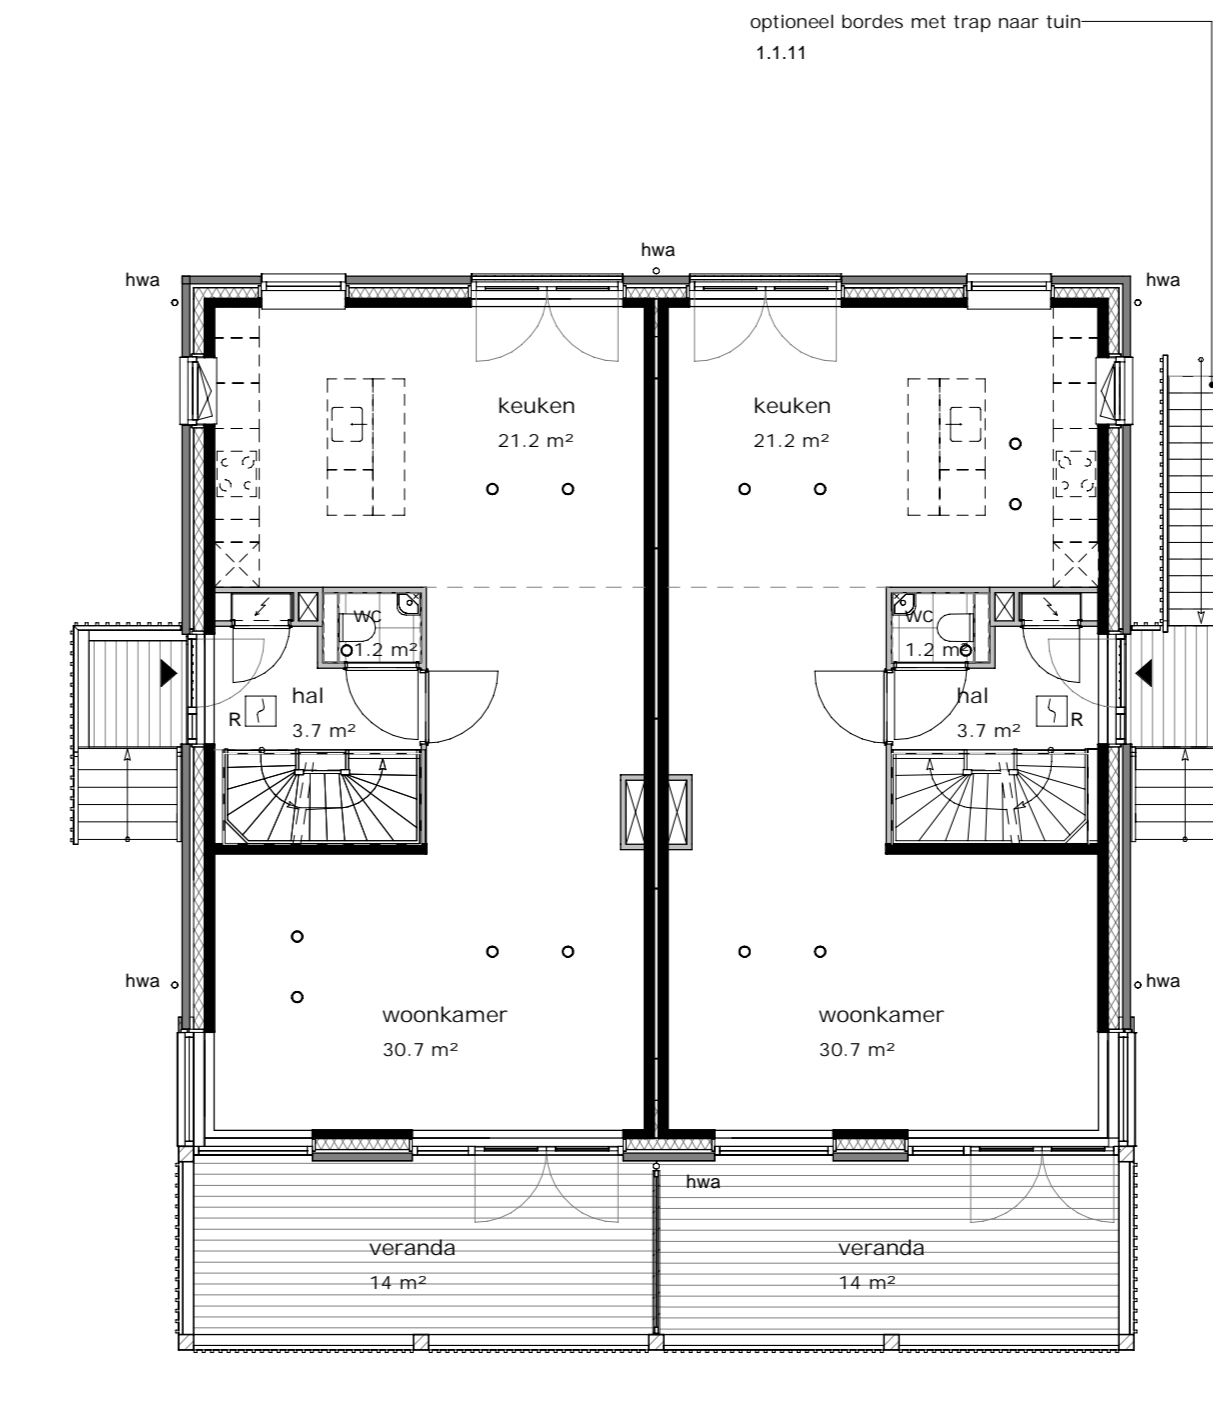 optioneel bordes met trap naar tuin
1.1.11
hwa
hwa
hwa
keuken
21.2 m²
keuken
21.2 m²
wc
1.2 m²
wc
1.2 m²
hal
3.7 m²
R
hal
3.7 m²
R
hwa
hwa
woonkamer
30.7 m²
woonkamer
30.7 m²
hwa
veranda
14 m²
veranda
14 m²